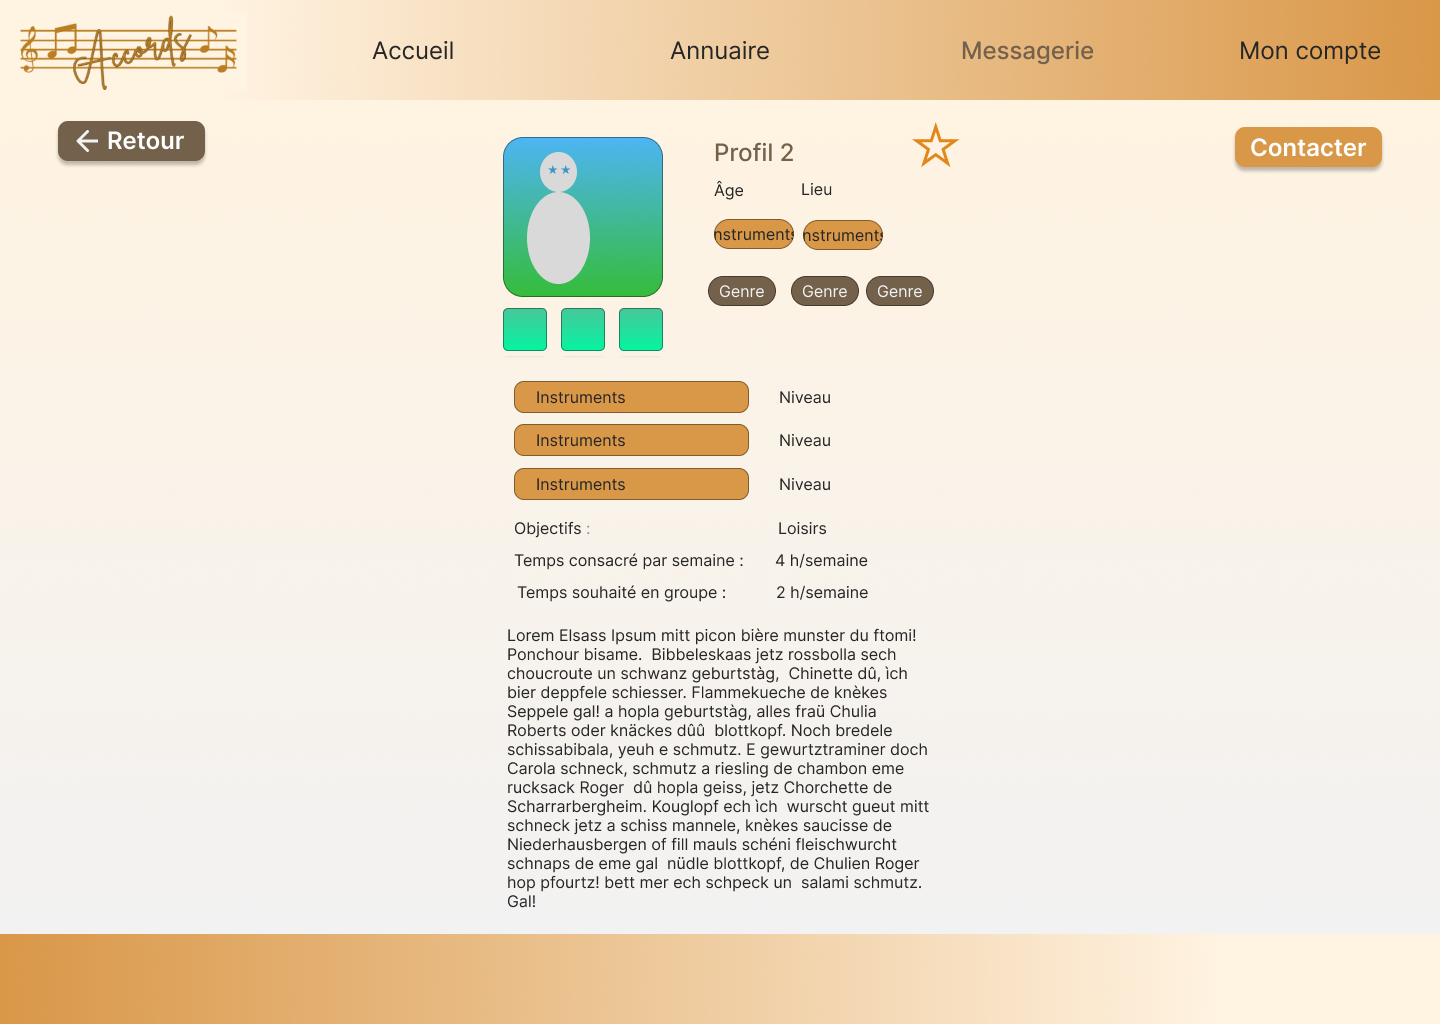 Accords
Accueil
Annuaire
Messagerie
Mon compte
Retour
Profil 2
Contacter
Âge
Lieu
nstruments
nstruments
Genre
Genre
Genre
Instruments
Niveau
Instruments
Niveau
Instruments
Niveau
Objectifs :
Loisirs
Temps consacré par semaine :
4 h/semaine
Temps souhaité en groupe :
2 h/semaine
Lorem Elsass Ipsum mitt picon bière munster du ftomi!
Ponchour bisame.  Bibbeleskaas jetz rossbolla sech
choucroute un schwanz geburtstàg,  Chinette dû, ìch
bier deppfele schiesser. Flammekueche de knèkes
Seppele gal! a hopla geburtstàg, alles fraü Chulia
Roberts oder knäckes dûû  blottkopf. Noch bredele
schissabibala, yeuh e schmutz. E gewurtztraminer doch
Carola schneck, schmutz a riesling de chambon eme
rucksack Roger  dû hopla geiss, jetz Chorchette de
Scharrarbergheim. Kouglopf ech ìch  wurscht gueut mitt
schneck jetz a schiss mannele, knèkes saucisse de
Niederhausbergen of fill mauls schéni fleischwurcht
schnaps de eme gal  nüdle blottkopf, de Chulien Roger
hop pfourtz! bett mer ech schpeck un  salami schmutz.
Gal!